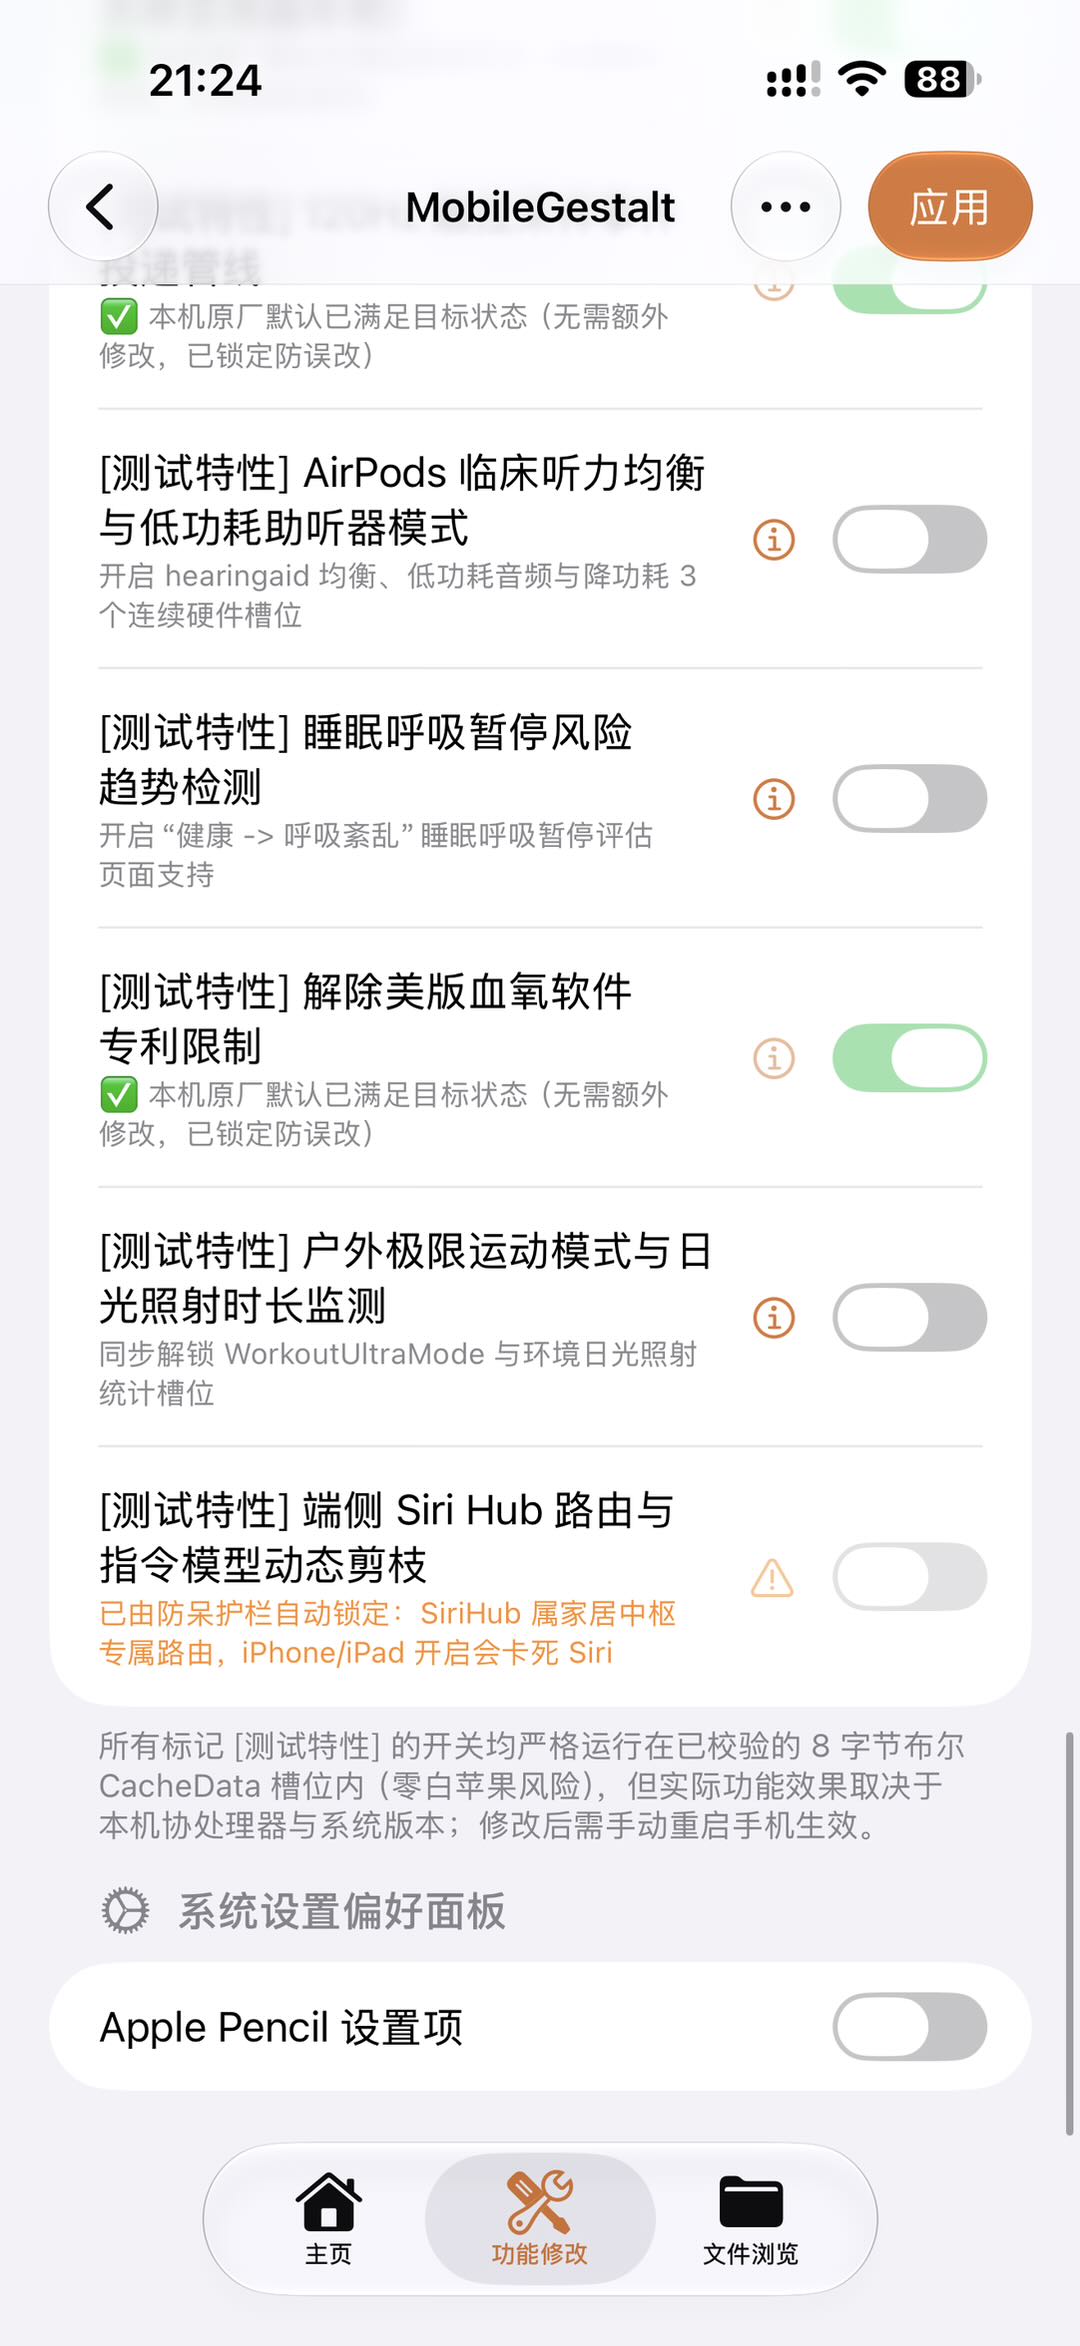 21:24
88
MobileGestalt
应用
[测试特性] 120H
投递管线
✅ 本机原厂默认已满足目标状态（无需额外
修改，已锁定防误改）
[测试特性] AirPods 临床听力均衡
与低功耗助听器模式
开启 hearingaid 均衡、低功耗音频与降功耗 3
个连续硬件槽位
[测试特性] 睡眠呼吸暂停风险
趋势检测
开启 “健康 -> 呼吸紊乱” 睡眠呼吸暂停评估
页面支持
[测试特性] 解除美版血氧软件
专利限制
✅ 本机原厂默认已满足目标状态（无需额外
修改，已锁定防误改）
[测试特性] 户外极限运动模式与日
光照射时长监测
同步解锁 WorkoutUltraMode 与环境日光照射
统计槽位
[测试特性] 端侧 Siri Hub 路由与
指令模型动态剪枝
已由防呆护栏自动锁定：SiriHub 属家居中枢
专属路由，iPhone/iPad 开启会卡死 Siri
所有标记 [测试特性] 的开关均严格运行在已校验的 8 字节布尔
CacheData 槽位内（零白苹果风险），但实际功能效果取决于
本机协处理器与系统版本；修改后需手动重启手机生效。
系统设置偏好面板
Apple Pencil 设置项
主页
功能修改
文件浏览